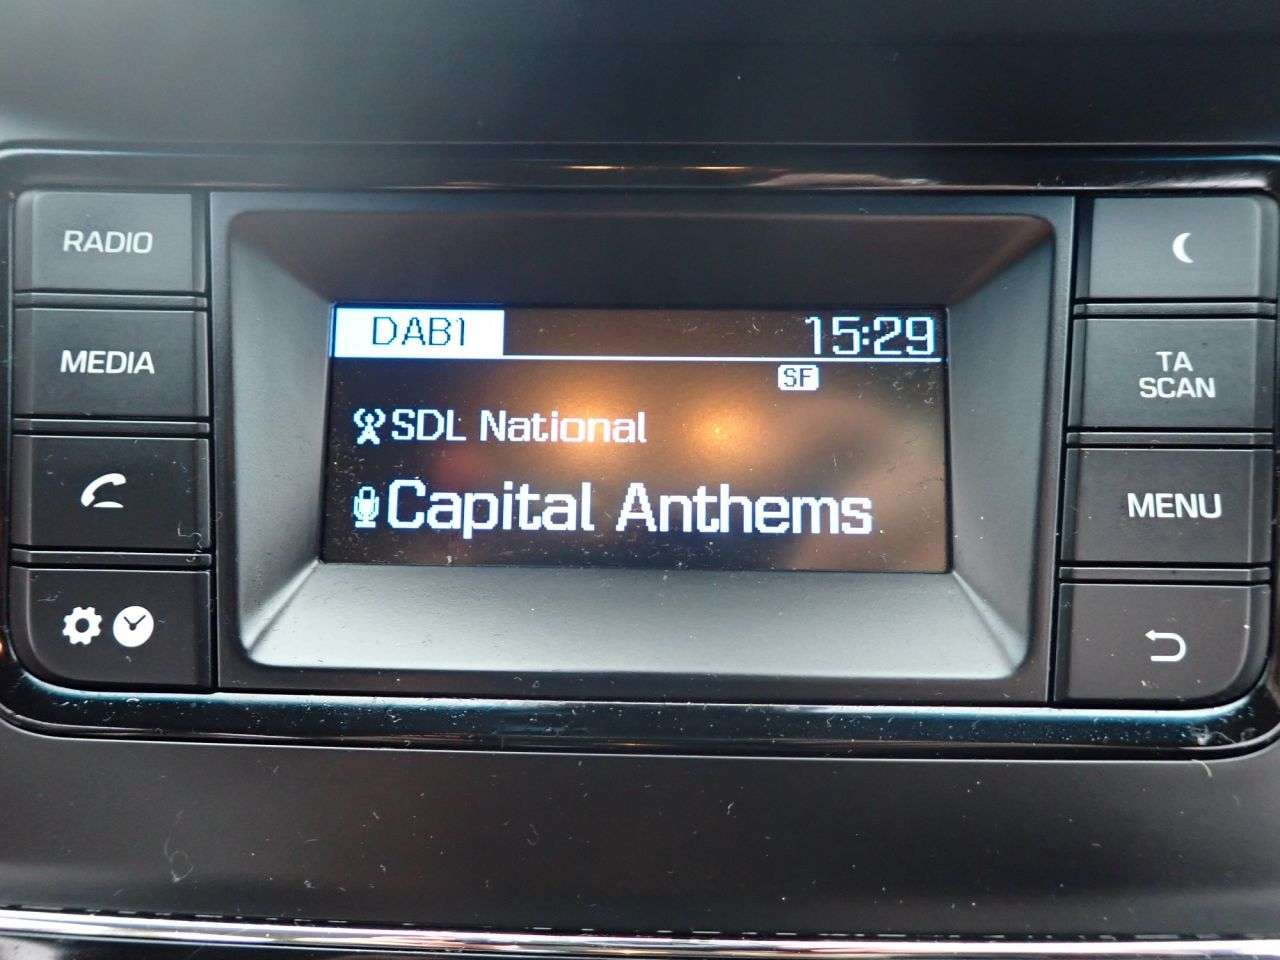 RADIO
MEDIA
DAB1 15:29
SF
SDL National
Capital Anthems
TA
SCAN
MENU